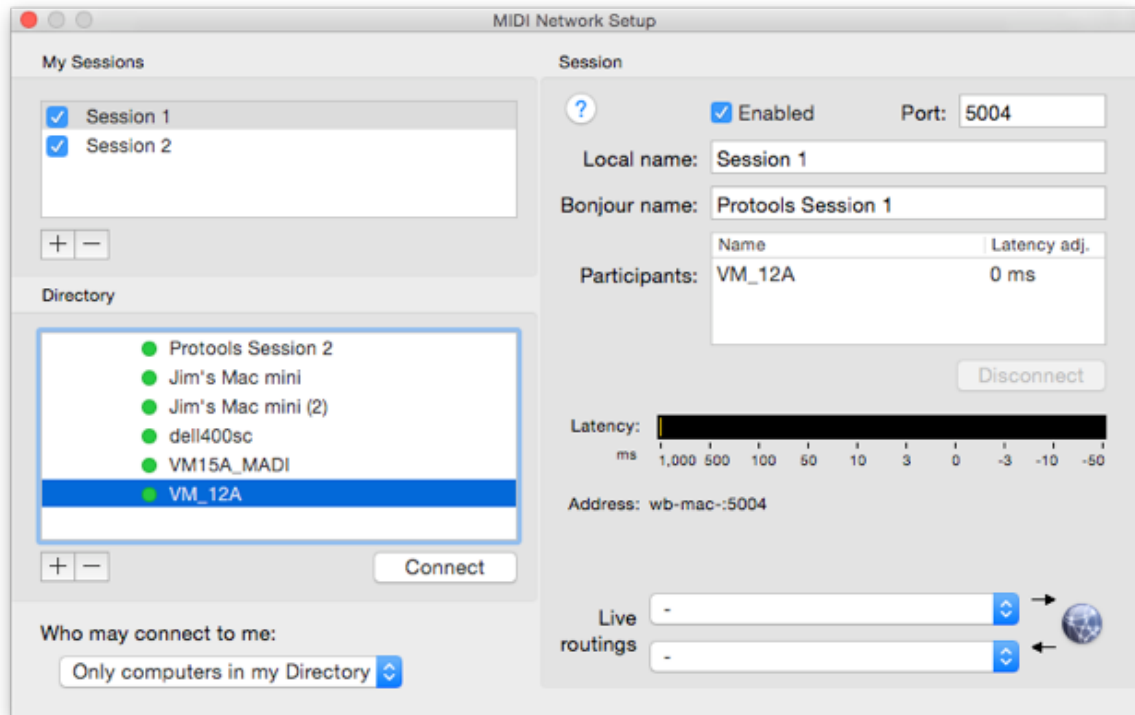 MIDI Network Setup
My Sessions
Session 1
Session 2
+ −
Directory
Protools Session 2
Jim's Mac mini
Jim's Mac mini (2)
dell400sc
VM15A_MADI
VM_12A
+ −
Connect
Who may connect to me:
Only computers in my Directory
Session
?
Enabled
Port: 5004
Local name: Session 1
Bonjour name: Protools Session 1
Participants:
Name Latency adj.
VM_12A 0 ms
Disconnect
Latency:
ms 1,000 500 100 50 10 3 0 -3 -10 -50
Address: wb-mac-:5004
Live
routings
-
-